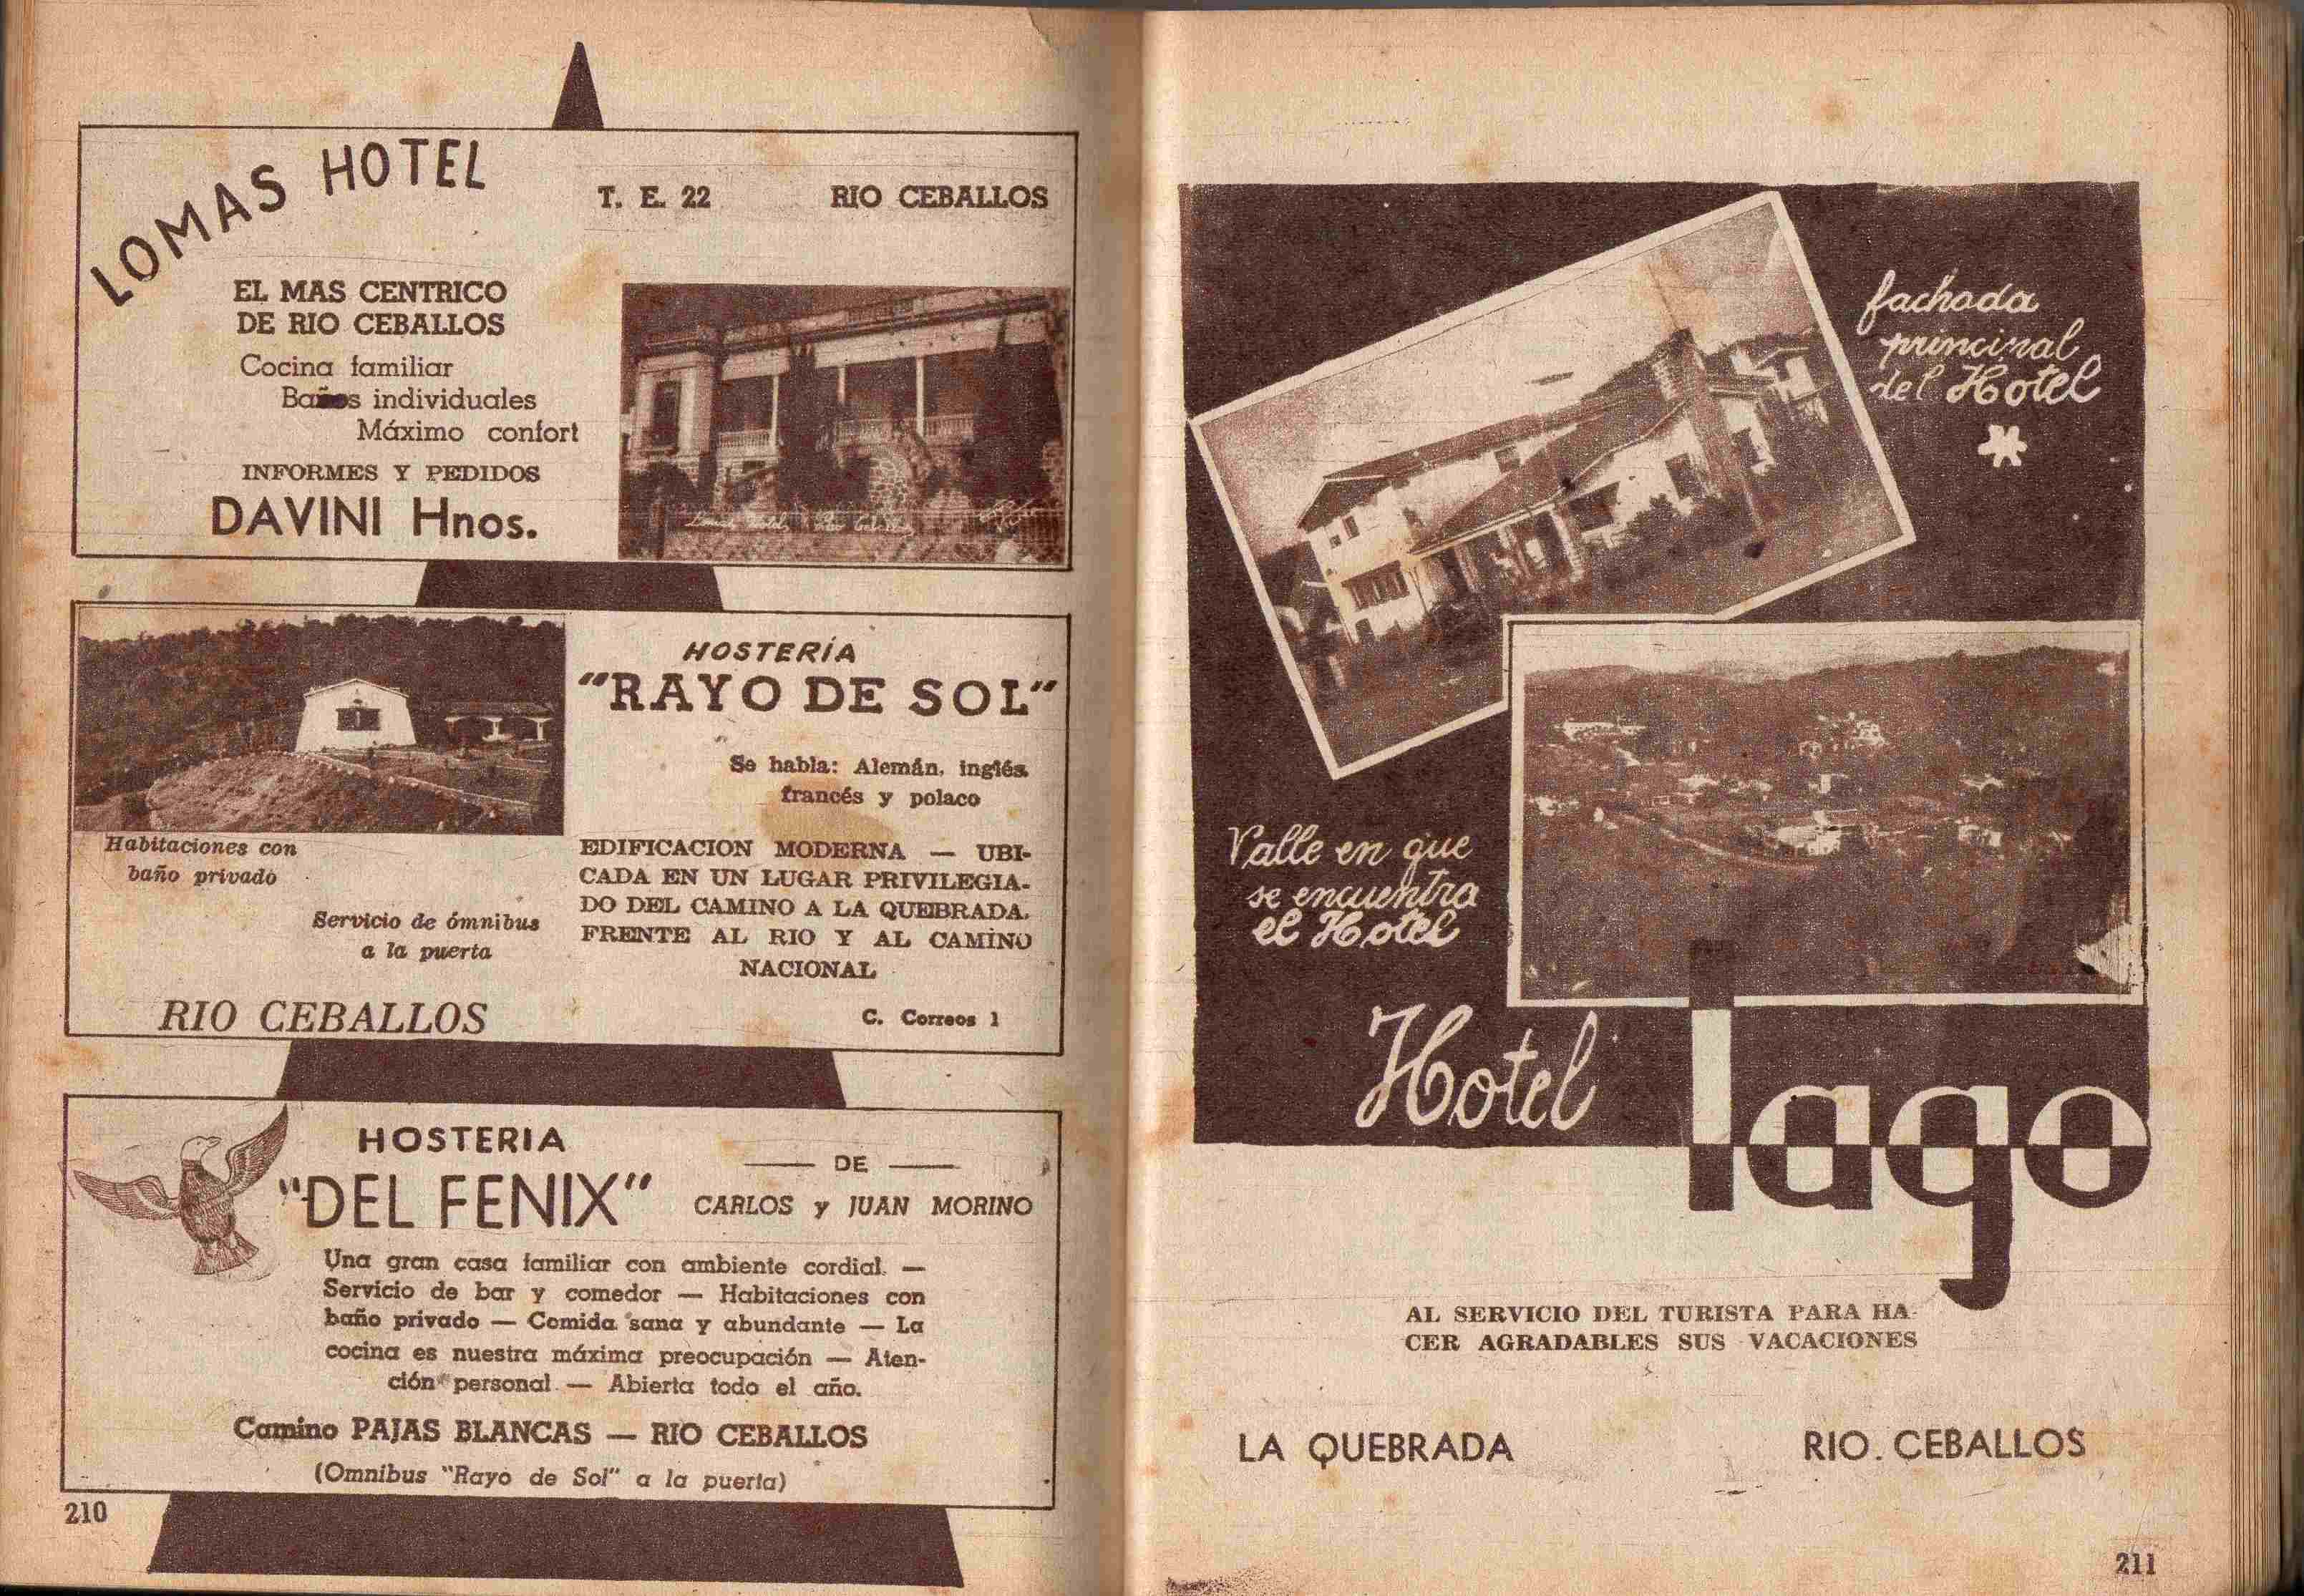 LOMAS HOTEL
T. E. 22 RIO CEBALLOS
EL MAS CENTRICO
DE RIO CEBALLOS
Cocina familiar
Baños individuales
Máximo confort
INFORMES Y PEDIDOS
DAVINI Hnos.
Lomas Hotel Rio Ceballos
HOSTERÍA
"RAYO DE SOL"
Se habla: Alemán, inglés
francés y polaco
Habitaciones con
baño privado
Servicio de ómnibus
a la puerta
EDIFICACION MODERNA — UBI-
CADA EN UN LUGAR PRIVILEGIA-
DO DEL CAMINO A LA QUEBRADA,
FRENTE AL RIO Y AL CAMINO
NACIONAL
RIO CEBALLOS
C. Correos 1
HOSTERIA
"DEL FENIX"
— DE —
CARLOS y JUAN MORINO
Una gran casa familiar con ambiente cordial. —
Servicio de bar y comedor — Habitaciones con
baño privado — Comida sana y abundante — La
cocina es nuestra máxima preocupación — Aten-
ción personal — Abierta todo el año.
Camino PAJAS BLANCAS — RIO CEBALLOS
(Omnibus "Rayo de Sol" a la puerta)
210
fachada
principal
del Hotel
*
Valle en que
se encuentra
el Hotel
Hotel lago
AL SERVICIO DEL TURISTA PARA HA-
CER AGRADABLES SUS VACACIONES
LA QUEBRADA RIO. CEBALLOS
211